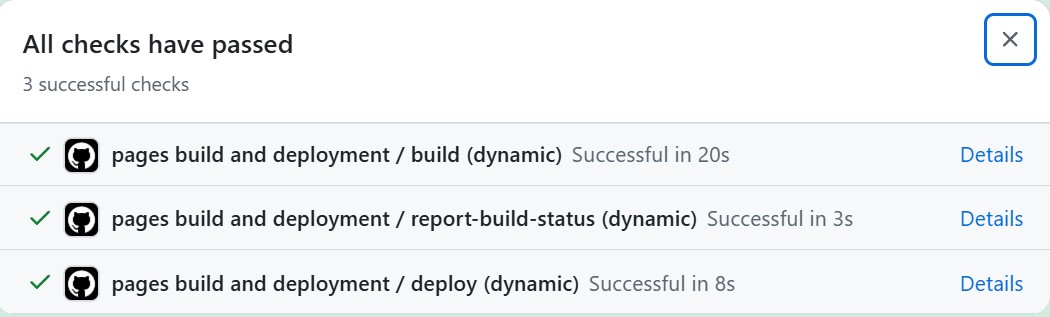 All checks have passed
3 successful checks
pages build and deployment / build (dynamic) Successful in 20s Details
pages build and deployment / report-build-status (dynamic) Successful in 3s Details
pages build and deployment / deploy (dynamic) Successful in 8s Details